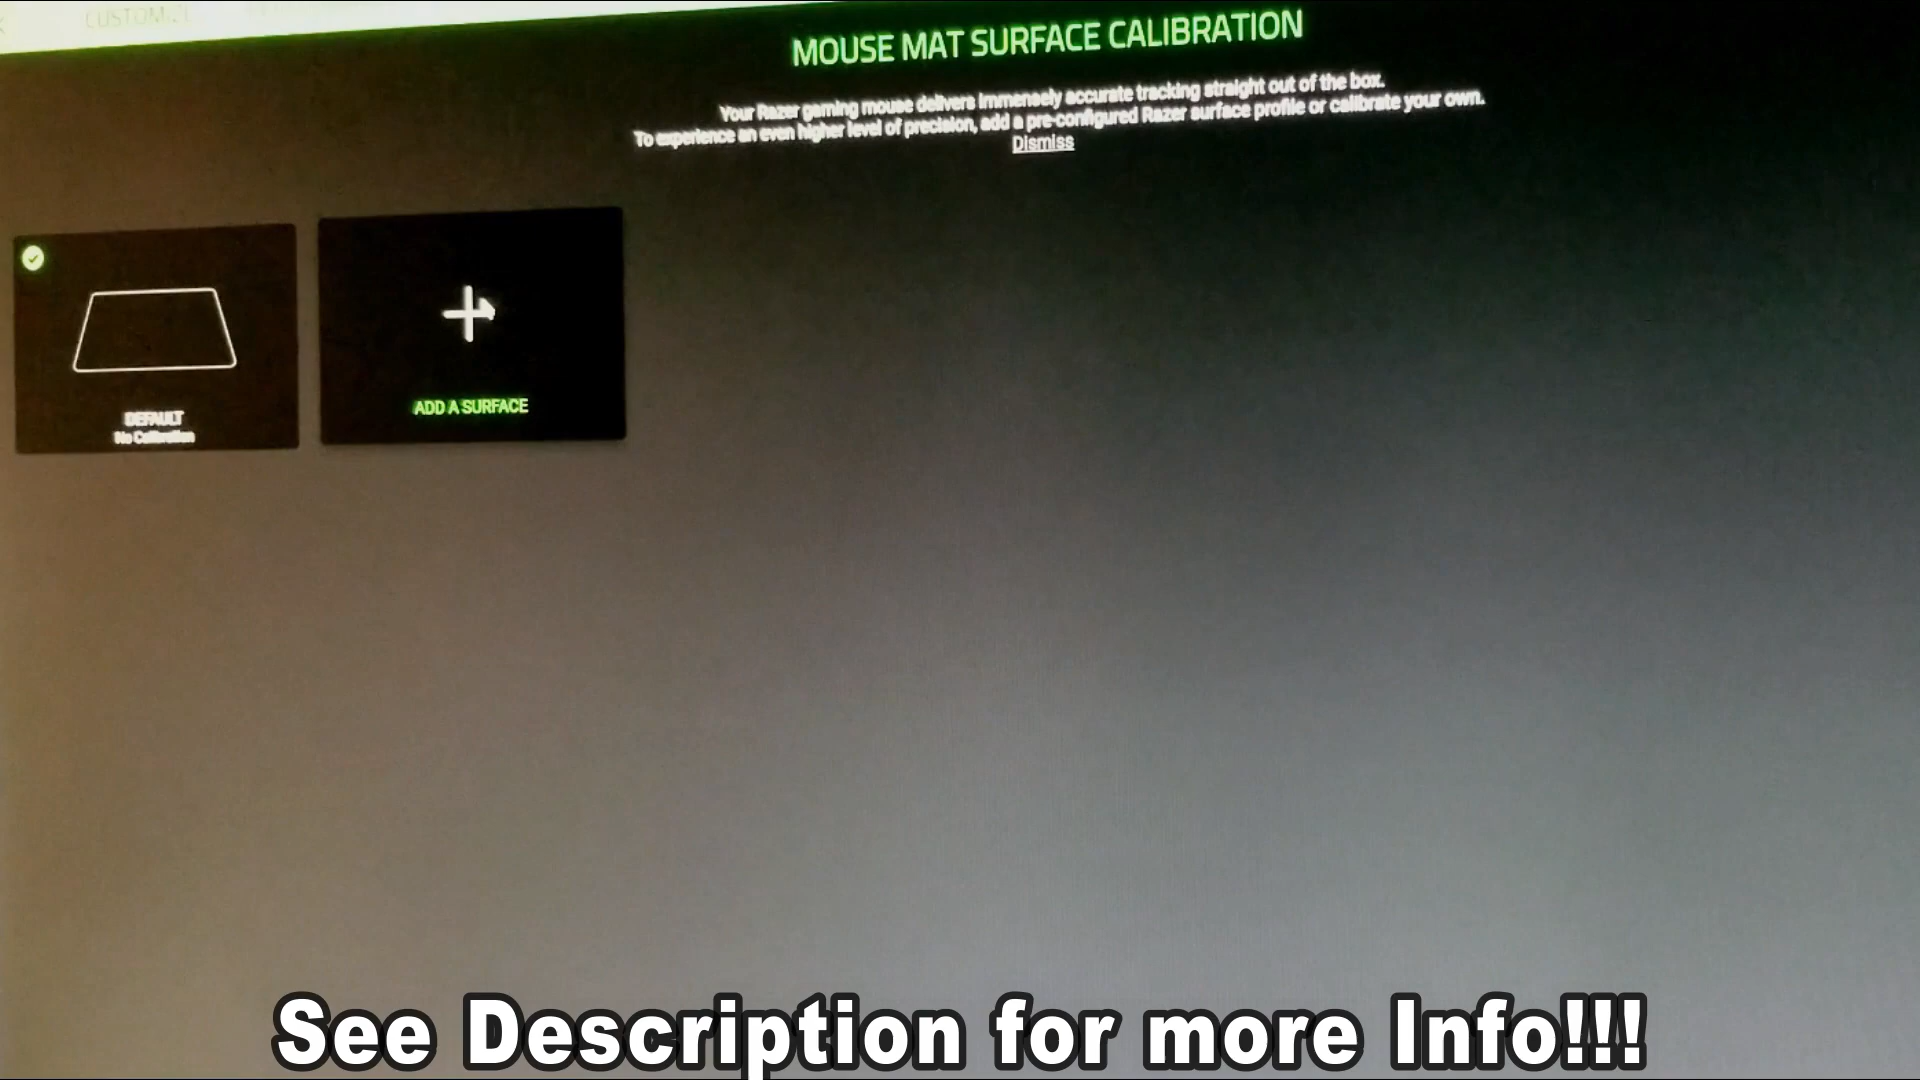 CUSTOMIZE
MOUSE MAT SURFACE CALIBRATION
Your Razer gaming mouse delivers immensely accurate tracking straight out of the box.
To experience an even higher level of precision, add a pre-configured Razer surface profile or calibrate your own.
Dismiss
DEFAULT
No Calibration
ADD A SURFACE
See Description for more Info!!!